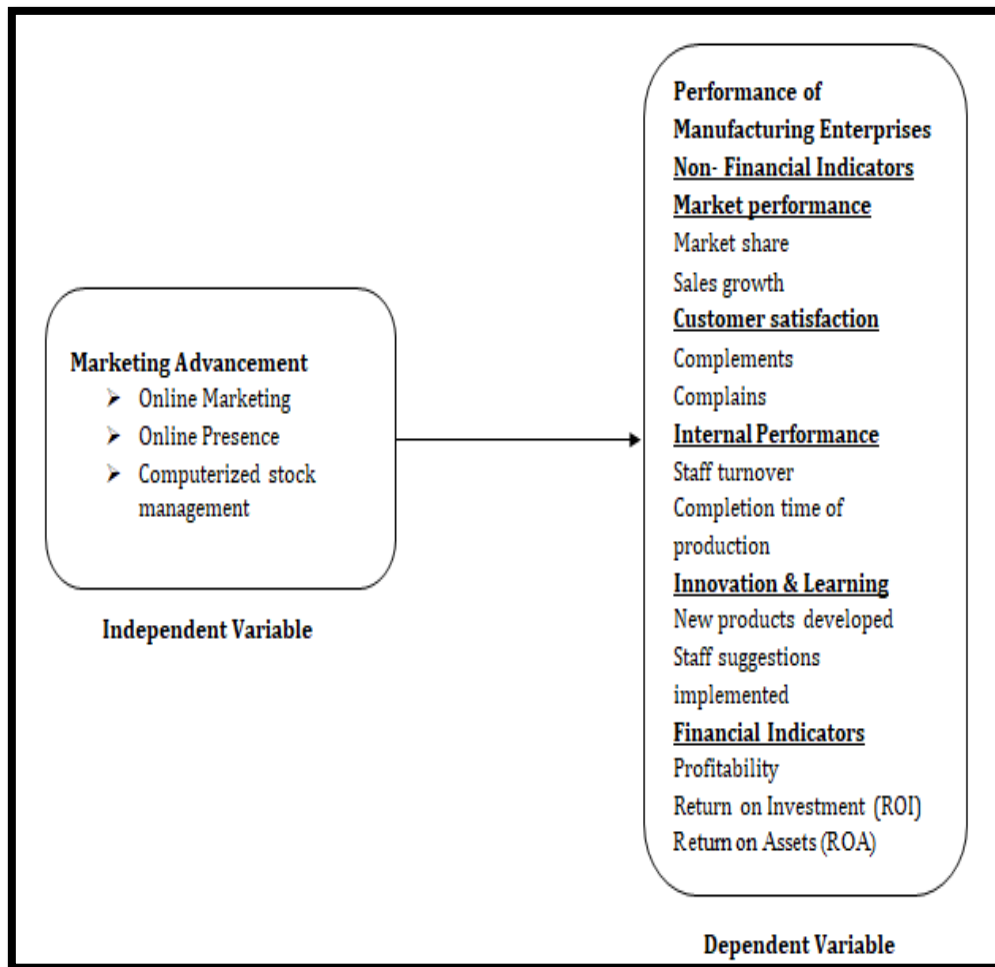 Marketing Advancement
➢ Online Marketing
➢ Online Presence
➢ Computerized stock
management
Independent Variable
Performance of
Manufacturing Enterprises
Non- Financial Indicators
Market performance
Market share
Sales growth
Customer satisfaction
Complements
Complains
Internal Performance
Staff turnover
Completion time of
production
Innovation & Learning
New products developed
Staff suggestions
implemented
Financial Indicators
Profitability
Return on Investment (ROI)
Return on Assets (ROA)
Dependent Variable